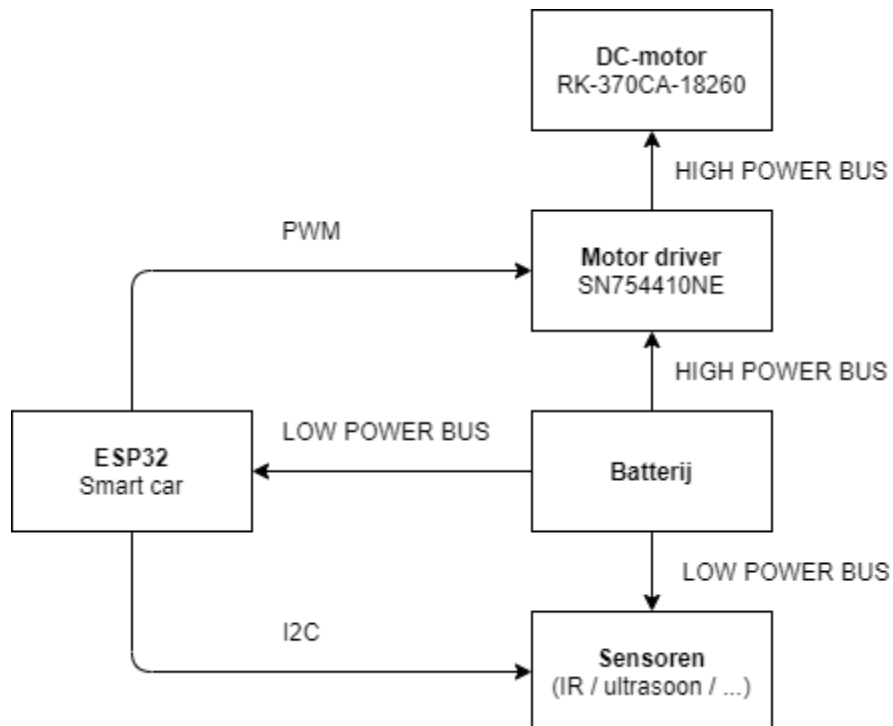 DC-motor
RK-370CA-18260
HIGH POWER BUS
PWM
Motor driver
SN754410NE
HIGH POWER BUS
LOW POWER BUS
ESP32
Smart car
Batterij
LOW POWER BUS
I2C
Sensoren
(IR / ultrasoon / ...)